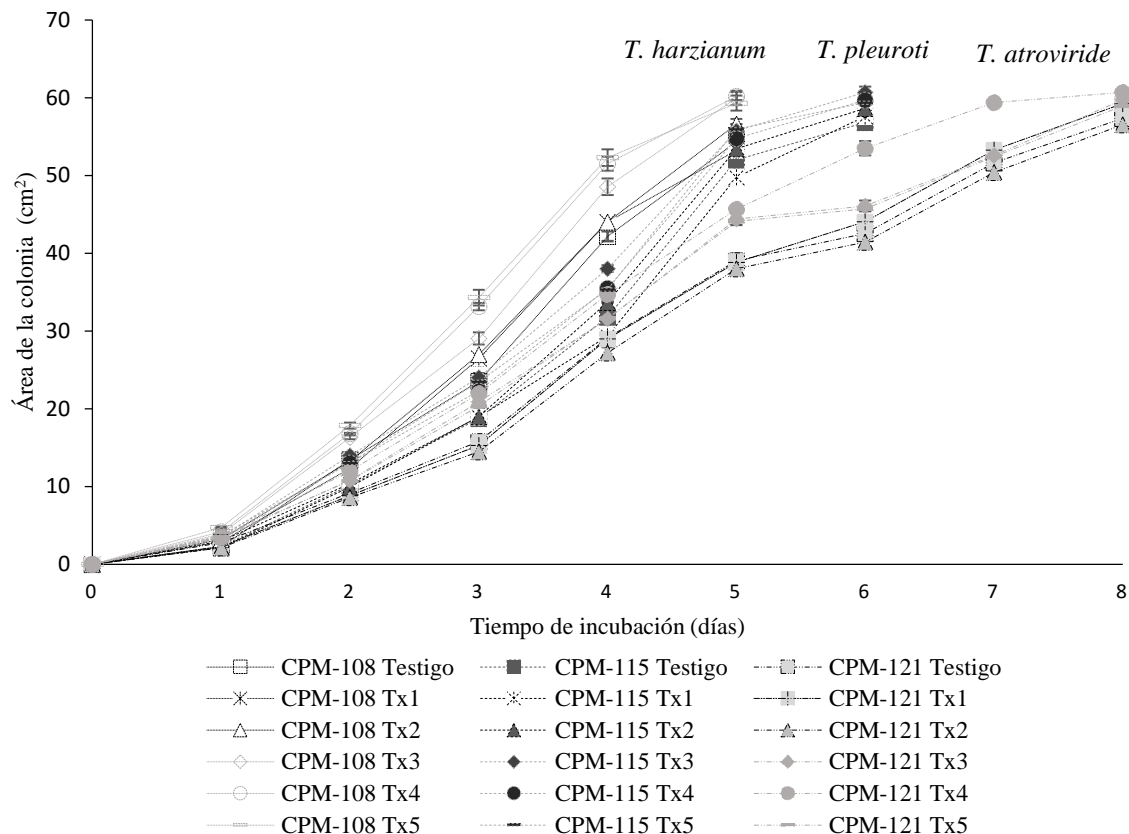 70
T. harzianum T. pleuroti T. atroviride
60
50
40
30
20
10
0
Área de la colonia (cm²)
0 1 2 3 4 5 6 7 8
Tiempo de incubación (días)
CPM-108 Testigo CPM-115 Testigo CPM-121 Testigo
CPM-108 Tx1 CPM-115 Tx1 CPM-121 Tx1
CPM-108 Tx2 CPM-115 Tx2 CPM-121 Tx2
CPM-108 Tx3 CPM-115 Tx3 CPM-121 Tx3
CPM-108 Tx4 CPM-115 Tx4 CPM-121 Tx4
CPM-108 Tx5 CPM-115 Tx5 CPM-121 Tx5